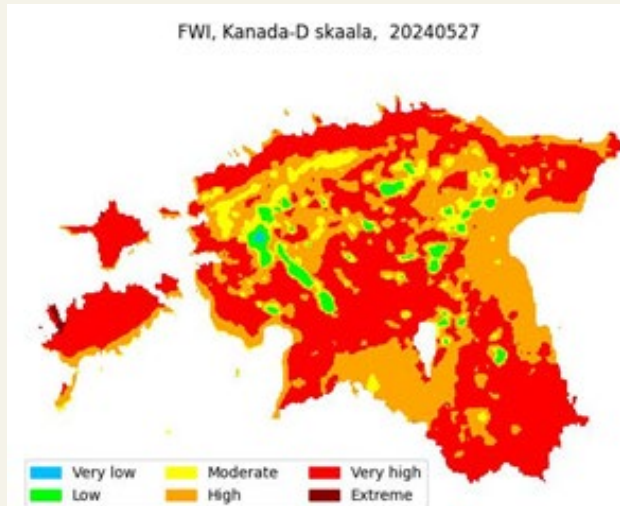 FWI, Kanada-D skaala, 20240527
Very low Moderate Very high
Low High Extreme